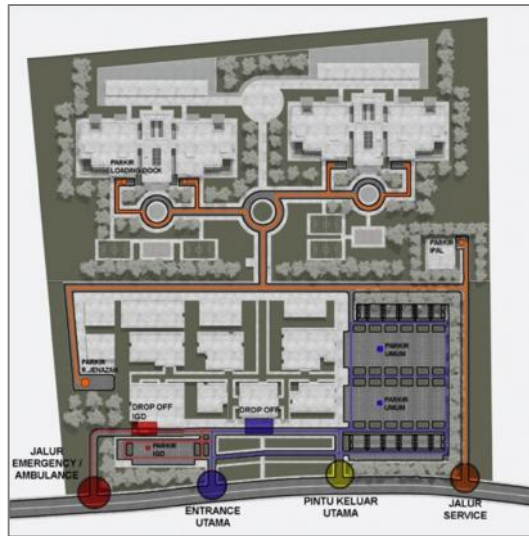 PARKIR
LOADING DOCK
PARKIR
IPAL
PARKIR
UMUM
PARKIR
R.JENAZAH
PARKIR
UMUM
DROP OFF
IGD
DROP OFF
PARKIR
IGD
JALUR
EMERGENCY /
AMBULANCE
ENTRANCE
UTAMA
PINTU KELUAR
UTAMA
JALUR
SERVICE